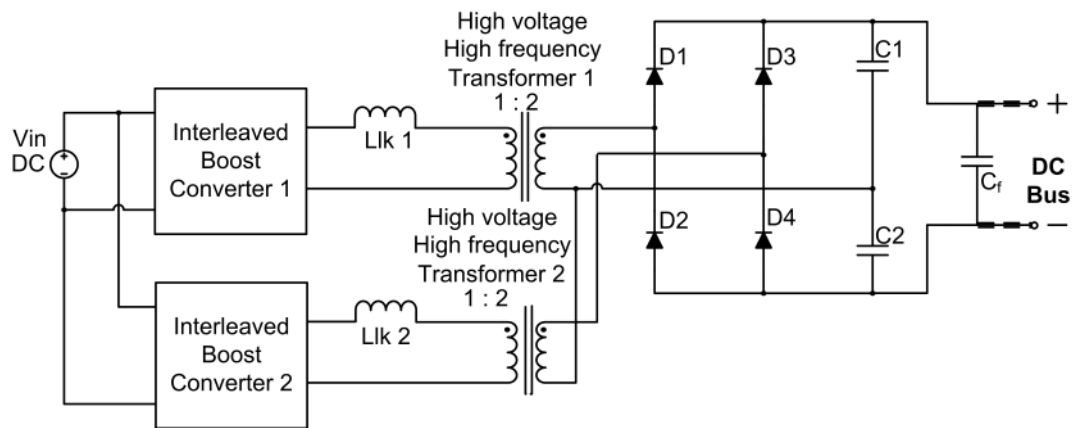 High voltage
High frequency
Transformer 1
1 : 2
D1
D3
C1
Vin
DC
+
-
Interleaved
Boost
Converter 1
Llk 1
+
Cf
DC
Bus
−
High voltage
High frequency
Transformer 2
1 : 2
D2
D4
C2
Interleaved
Boost
Converter 2
Llk 2